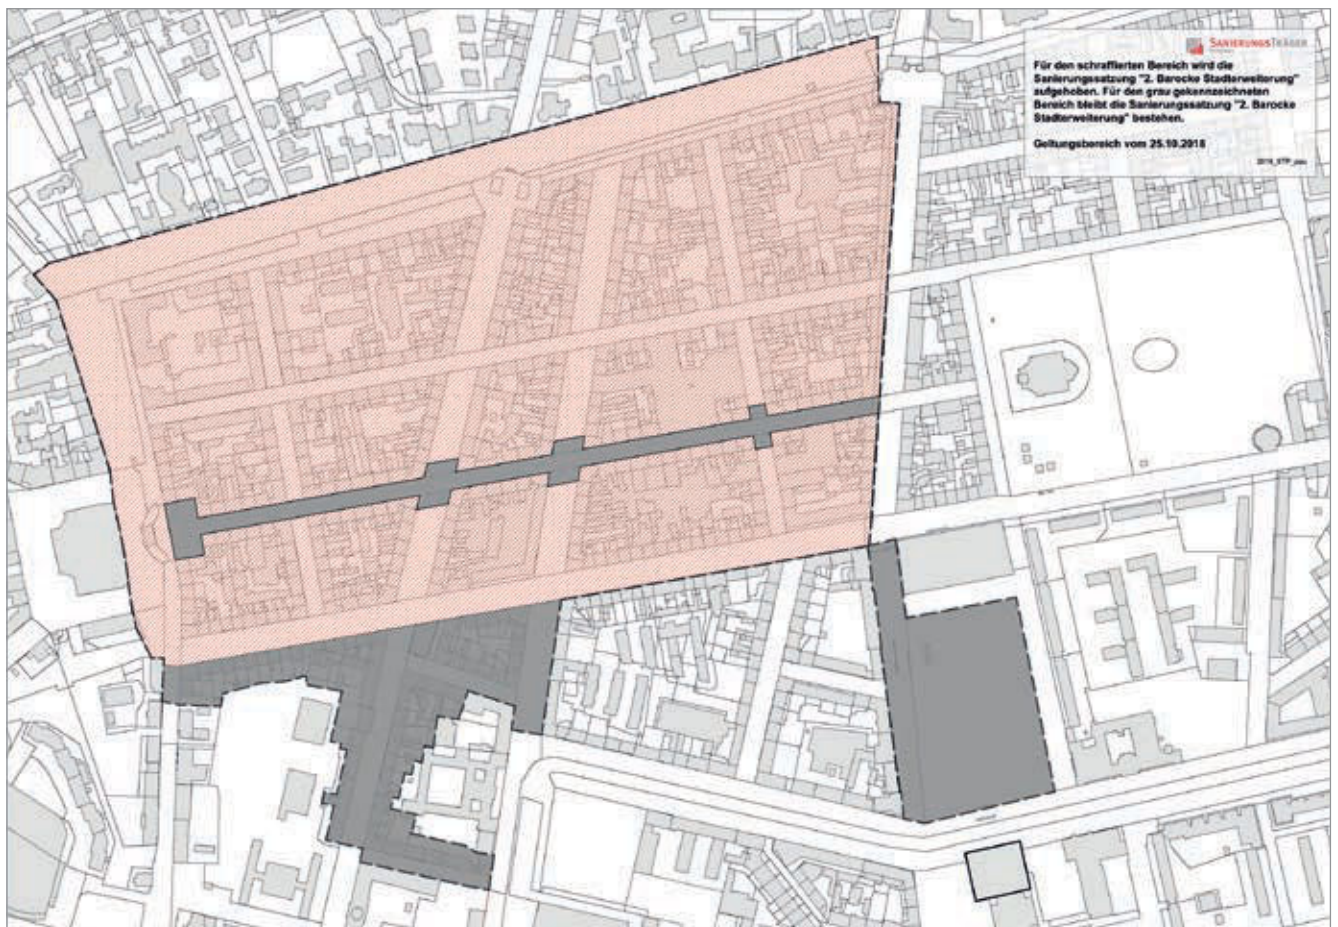 SANIERUNGSTRÄGER
Für den schraffierten Bereich wird die
Sanierungssatzung "2. Barocke Stadterweiterung"
aufgehoben. Für den grau gekennzeichneten
Bereich bleibt die Sanierungssatzung "2. Barocke
Stadterweiterung" bestehen.
Geltungsbereich vom 25.10.2018